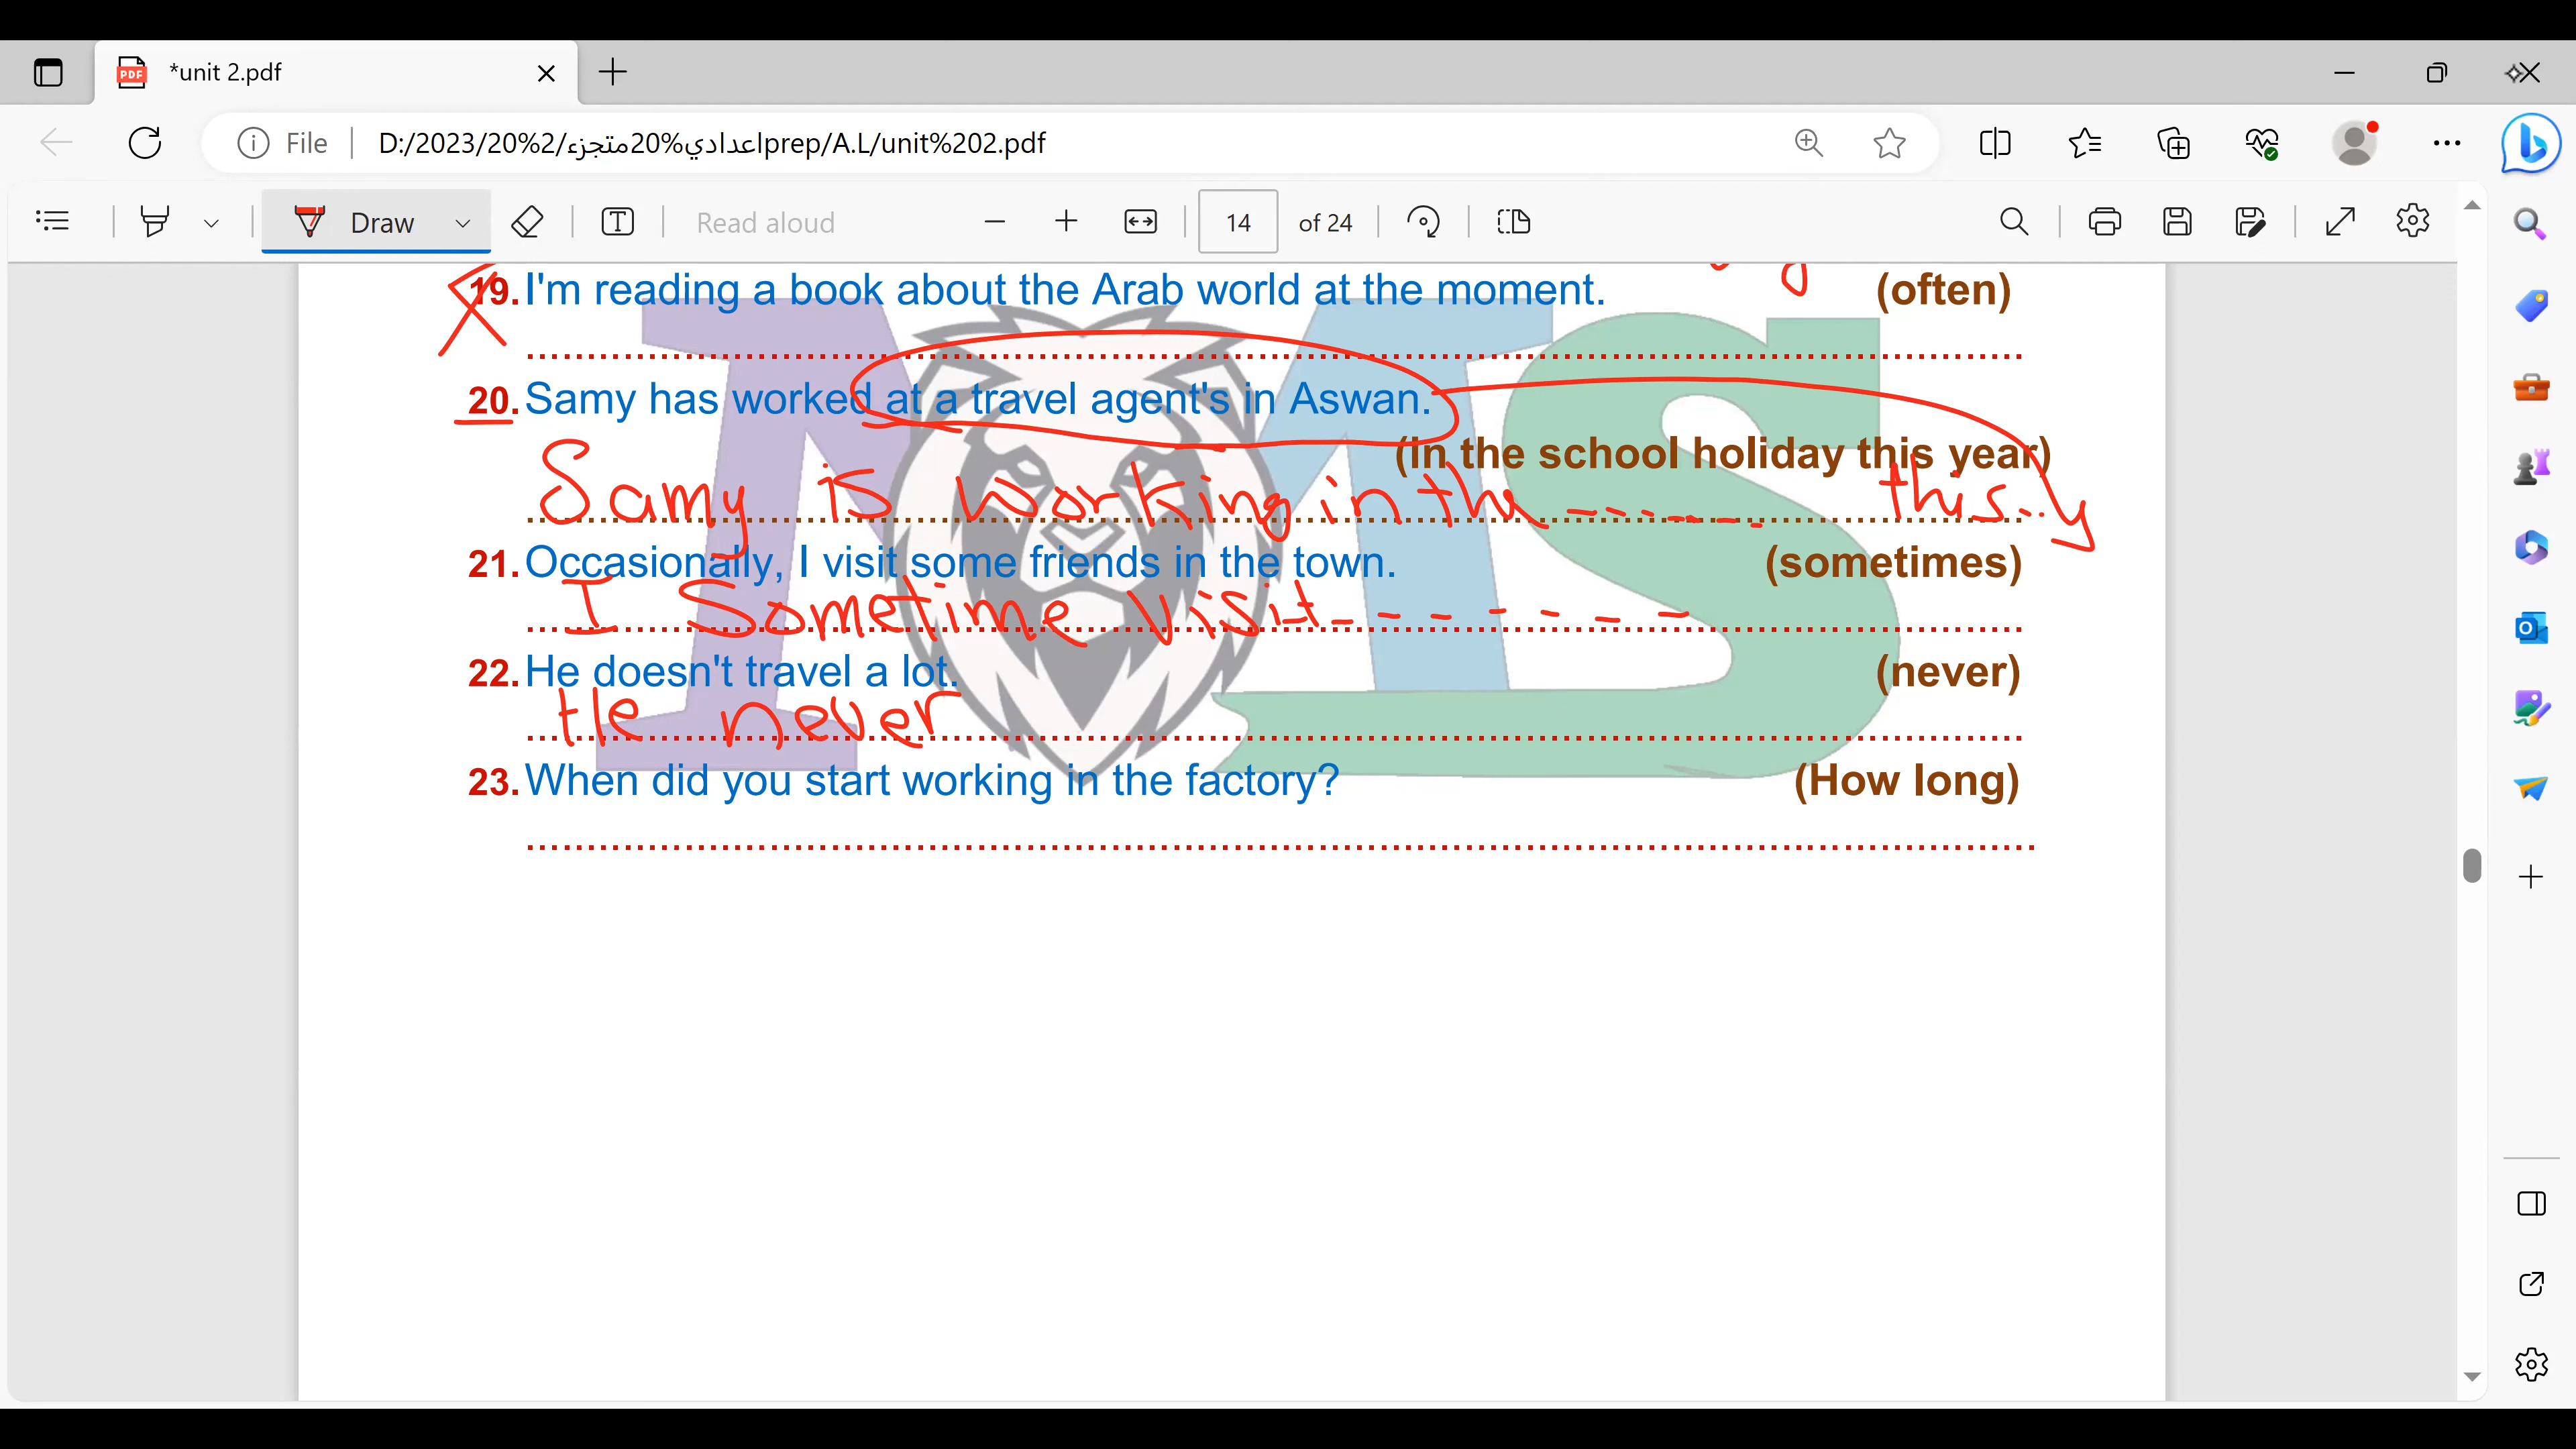 *unit 2.pdf
File
D:/2023/20%2/اعدادي%20متجزء\prep/A.L/unit%202.pdf
Draw
Read aloud
14
of 24
19. I'm reading a book about the Arab world at the moment. (often)
20. Samy has worked at a travel agent's in Aswan.
(In the school holiday this year)
Samy is working in the ------ this...y
21. Occasionally, I visit some friends in the town. (sometimes)
I Sometime visit - - - - - - -
22. He doesn't travel a lot. (never)
He never
23. When did you start working in the factory? (How long)